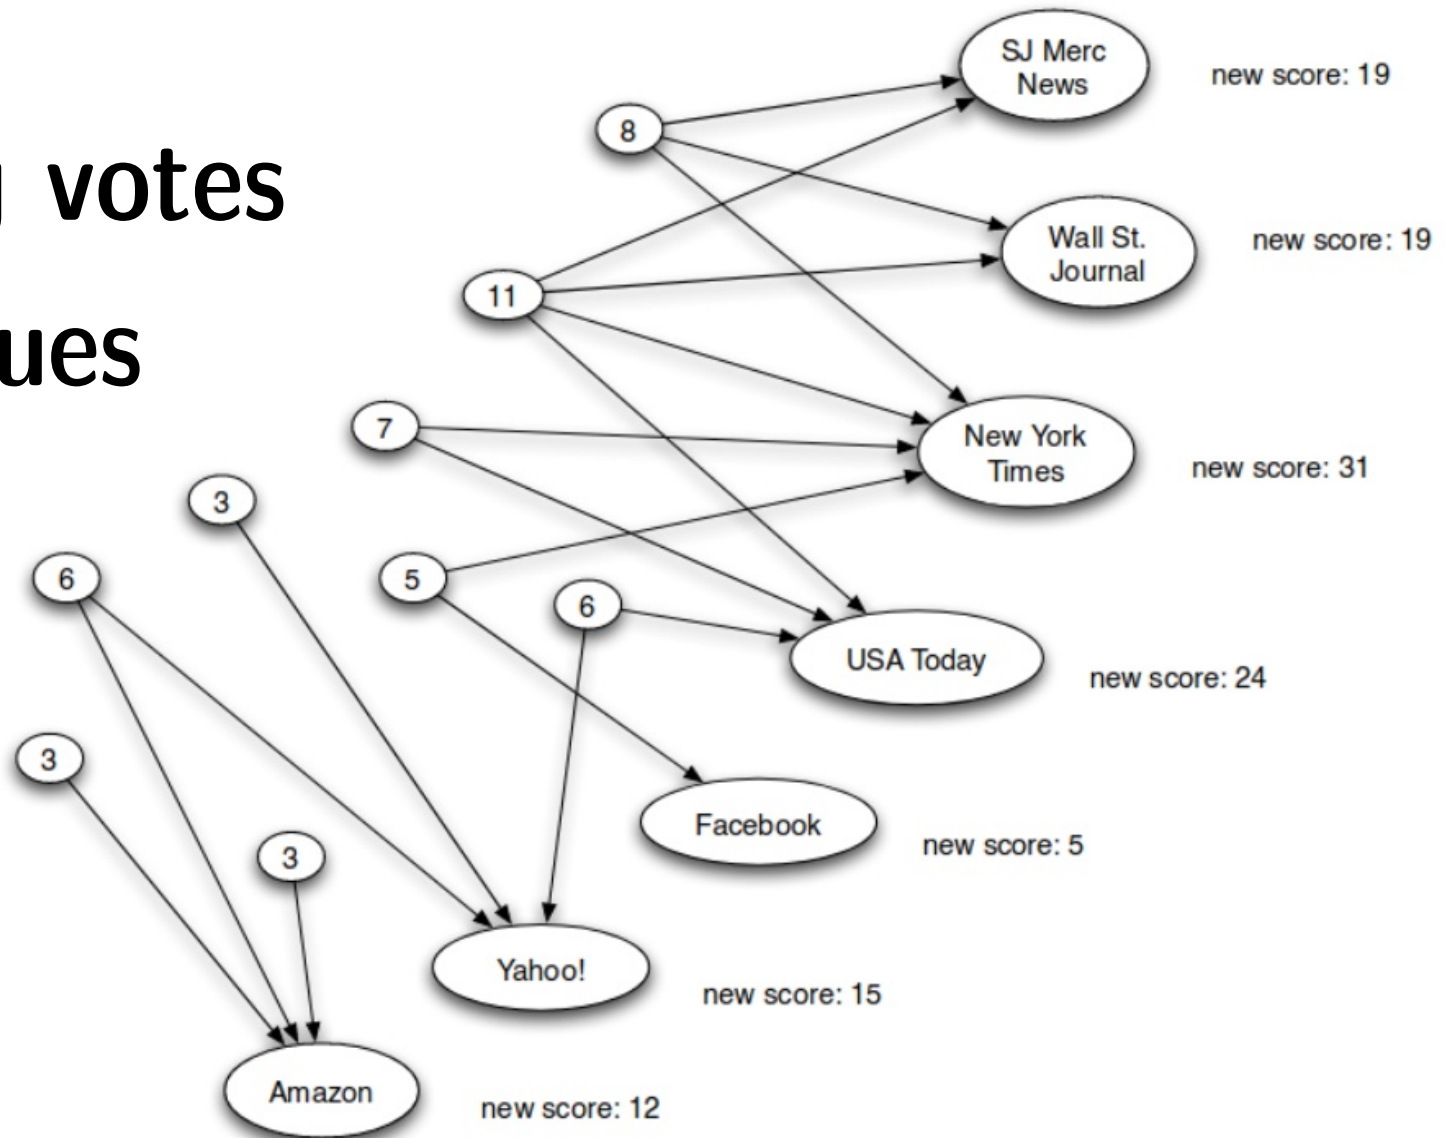 votes
SJ Merc
News
new score: 19
8
Wall St.
Journal
new score: 19
11
New York
Times
new score: 31
7
3
6
5
6
USA Today
new score: 24
3
Facebook
new score: 5
3
Yahoo!
new score: 15
Amazon
new score: 12